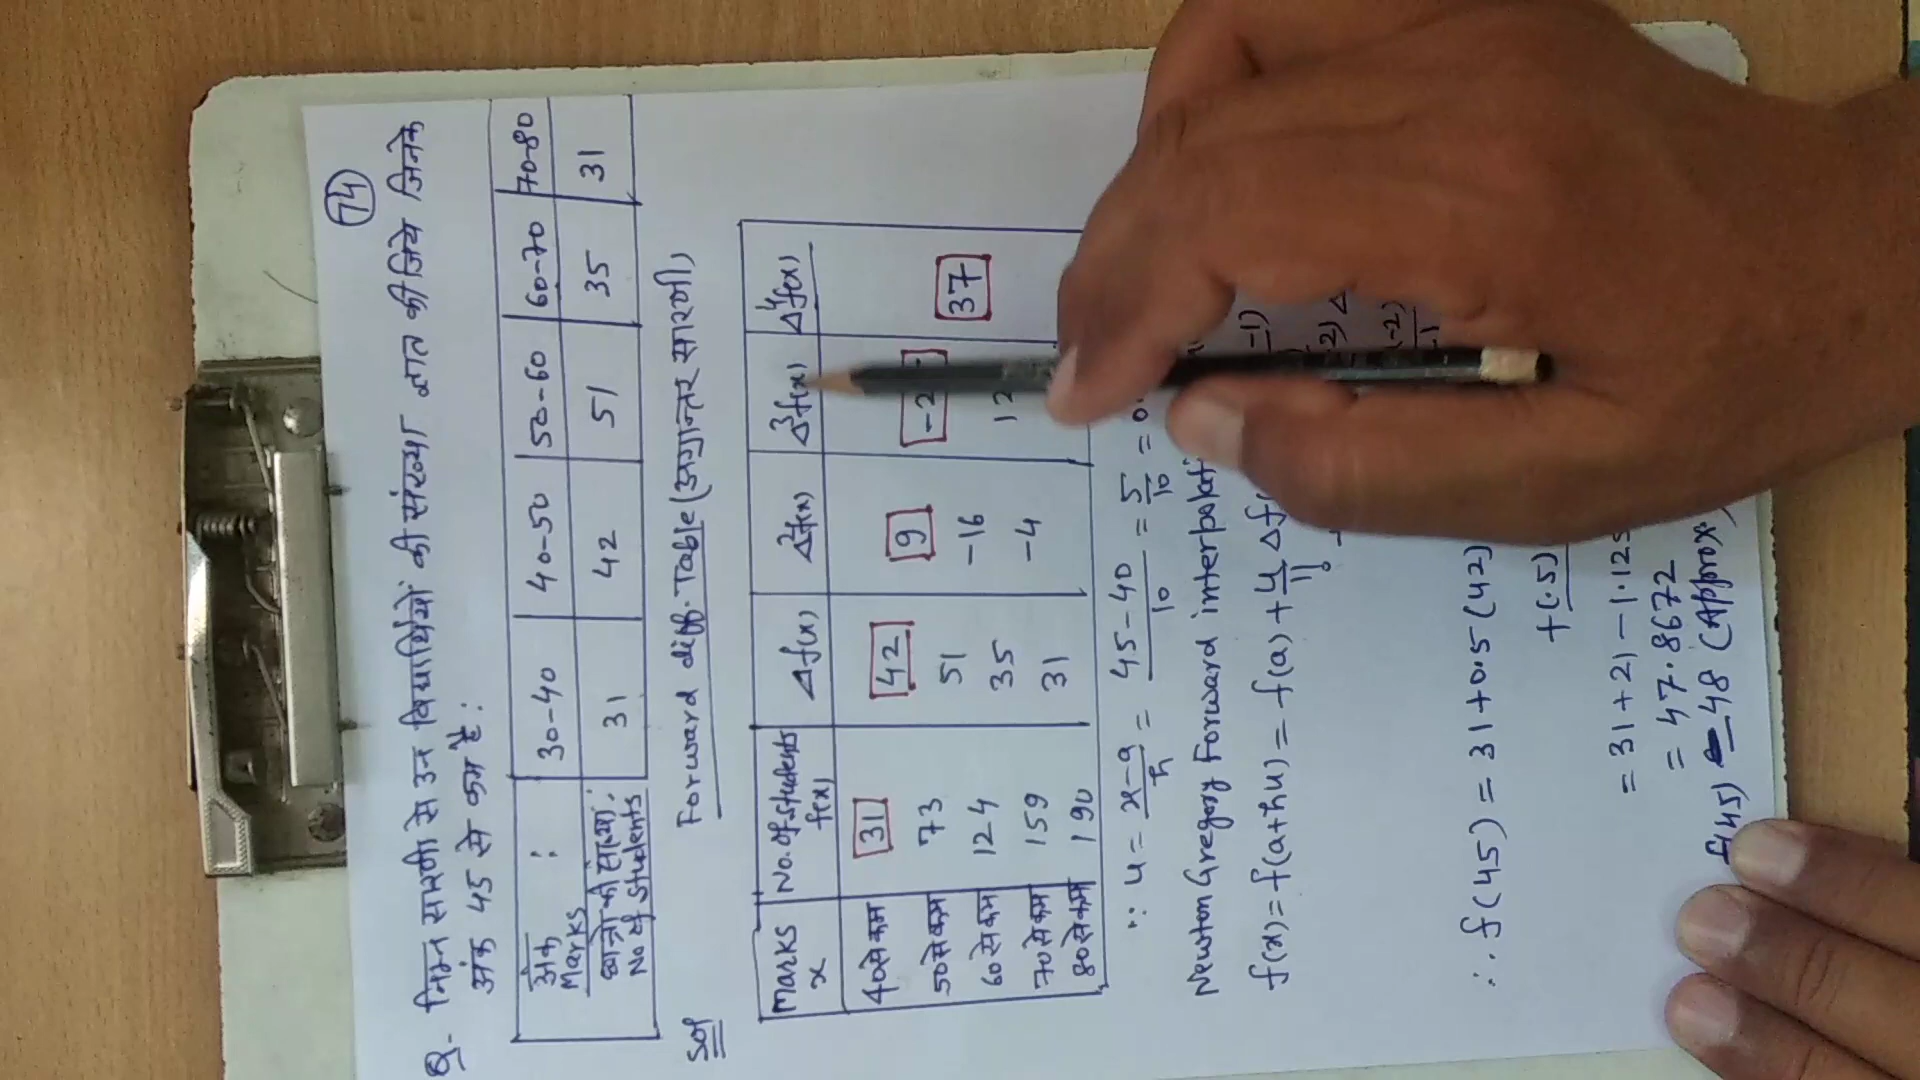 74
Q- निम्न सारणी से उन विद्यार्थियों की संख्या ज्ञात कीजिये जिनके
अंक 45 से कम है :
अंक Marks : 30-40 40-50 50-60 60-70 70-80
छात्रों की संख्या : No of Students 31 42 51 35 31
Sol Forward diff. Table (अग्रान्तर सारणी)
Marks x No. of students f(x) Δf(x) Δ²f(x) Δ³f(x) Δ⁴f(x)
40 से कम 31 42 9 37
50 से कम 73 51 -16 12
60 से कम 124 35 -4
70 से कम 159 31
80 से कम 190
∵ u = x-a/h = 45-40/10 = 5/10 = 0.
Newton Gregory Forward
f(x) = f(a+hu) = f(a) + u/1! Δf
∴ f(45) = 31 + 0.5 (42)
+(.5)
= 31 + 21 - 1.125
= 47.8672
f(45) = 48 (Approx.)